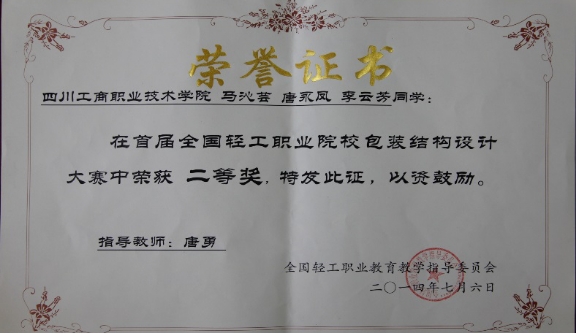 荣誉证书
四川工商职业技术学院 马沁芸 唐永凤 李云芳同学:
在首届全国轻工职业院校包装结构设计
大赛中荣获 二等奖,特发此证,以资鼓励。
指导教师:唐勇
全国轻工职业教育教学指导委员会
二〇一四年七月六日